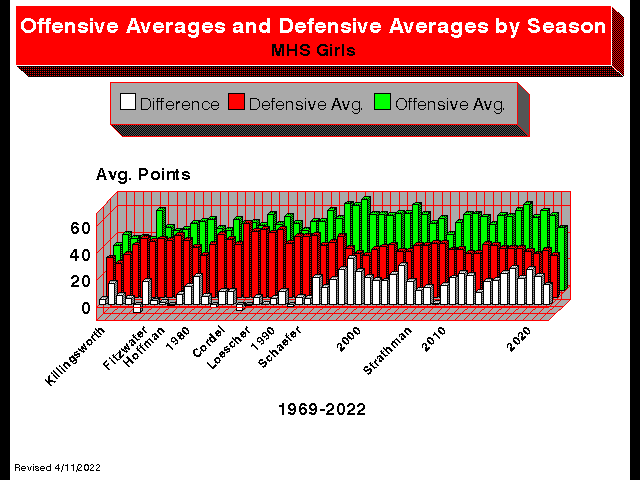 Offensive Averages and Defensive Averages by Season
MHS Girls
Difference Defensive Avg. Offensive Avg.
Avg. Points
60
40
20
0
Killingsworth
Fitzwater
Hoffman
1980
Cordel
Loescher
1990
Schaefer
2000
Strathman
2010
2020
1969-2022
Revised 4/11/2022